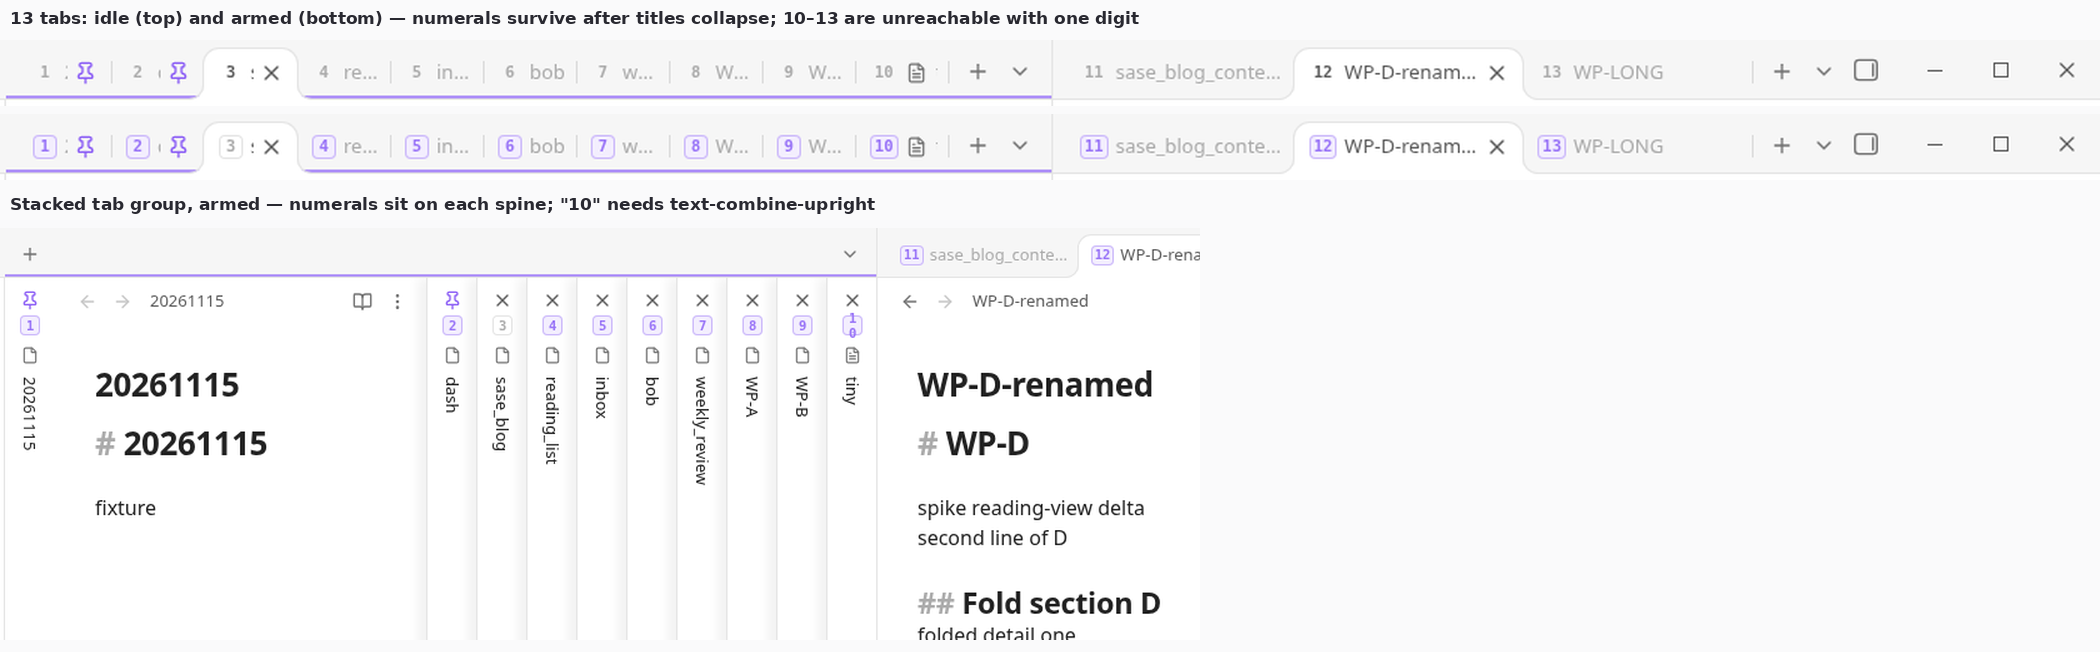 13 tabs: idle (top) and armed (bottom) — numerals survive after titles collapse; 10–13 are unreachable with one digit
1 2 3 4 re... 5 in... 6 bob 7 w... 8 W... 9 W... 10 11 sase_blog_conte... 12 WP-D-renam... 13 WP-LONG
1 2 3 4 re... 5 in... 6 bob 7 w... 8 W... 9 W... 10 11 sase_blog_conte... 12 WP-D-renam... 13 WP-LONG
Stacked tab group, armed — numerals sit on each spine; "10" needs text-combine-upright
11 sase_blog_conte... 12 WP-D-rena
20261115
WP-D-renamed
1 2 3 4 5 6 7 8 9 10
20261115
dash
sase_blog
reading_list
inbox
bob
weekly_review
WP-A
WP-B
tiny
20261115
# 20261115
fixture
WP-D-renamed
# WP-D
spike reading-view delta
second line of D
## Fold section D
folded detail one